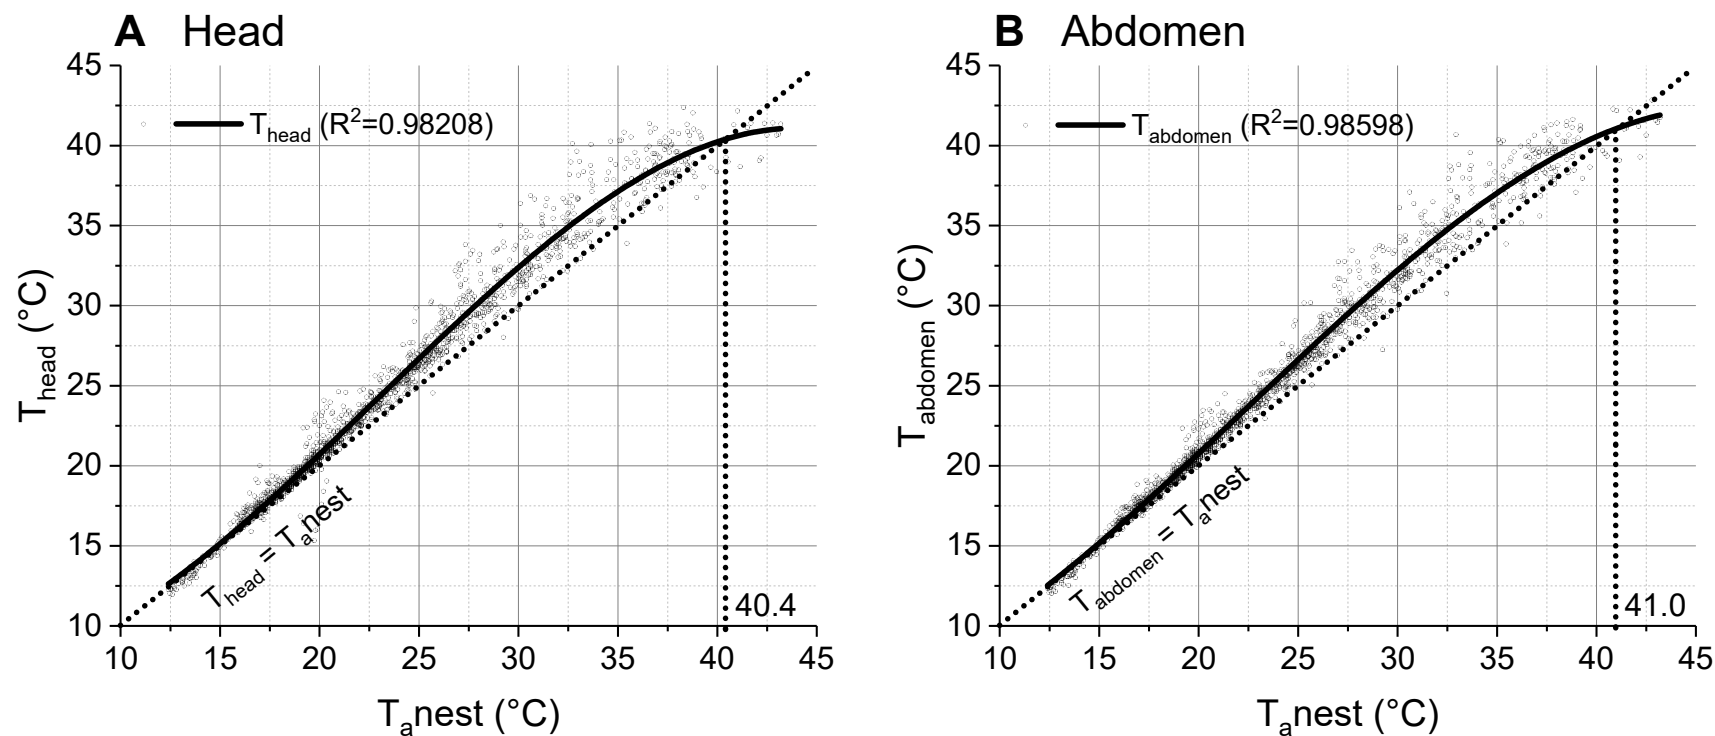 A Head
45
40
35
30
25
20
15
10
T_head (°C)
T_head (R²=0.98208)
T_head = T_a nest
40.4
10 15 20 25 30 35 40 45
T_a nest (°C)
B Abdomen
45
40
35
30
25
20
15
10
T_abdomen (°C)
T_abdomen (R²=0.98598)
T_abdomen = T_a nest
41.0
10 15 20 25 30 35 40 45
T_a nest (°C)